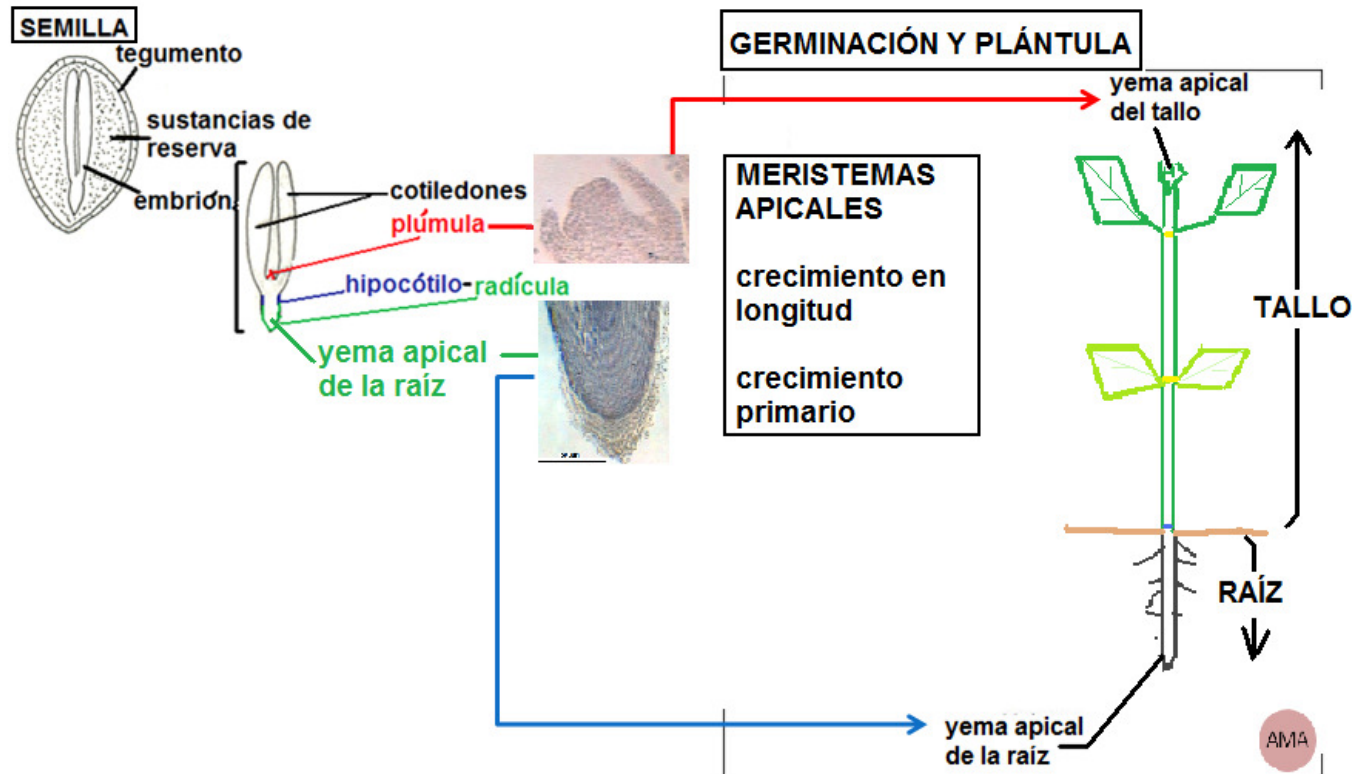 SEMILLA
tegumento
sustancias de
reserva
embrión
cotiledones
plúmula
hipocótilo-radícula
yema apical
de la raíz
GERMINACIÓN Y PLÁNTULA
yema apical
del tallo
MERISTEMAS
APICALES
crecimiento en
longitud
crecimiento
primario
TALLO
RAÍZ
yema apical
de la raíz
AMA